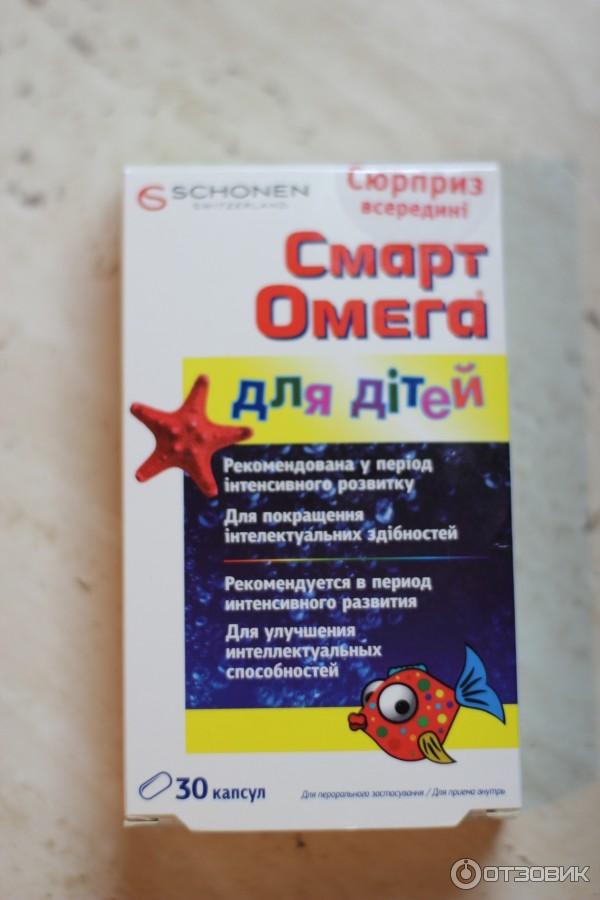 SCHONEN
SWITZERLAND
Сюрприз
всередині
Смарт
Омега
для дітей
Рекомендована у період
інтенсивного розвитку
Для покращення
інтелектуальних здібностей
Рекомендуется в период
интенсивного развития
Для улучшения
интеллектуальных
способностей
30 капсул
Для перорального застосування / Для приема внутрь
ОТЗОВИК